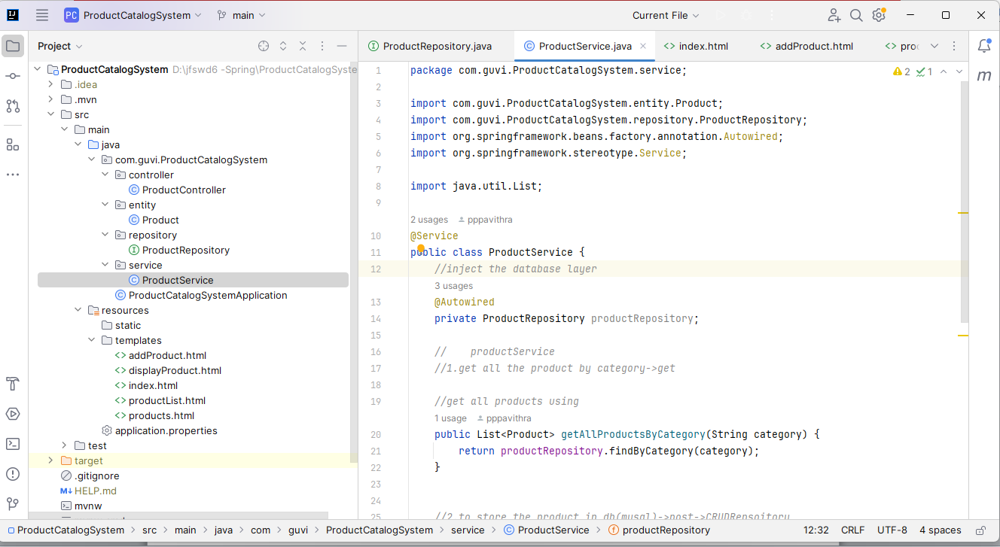 IJ PC ProductCatalogSystem main Current File
Project
ProductRepository.java ProductService.java index.html addProduct.html
ProductCatalogSystem D:\jfswd6 -Spring\ProductCatalogSyste
.idea
.mvn
src
main
java
com.guvi.ProductCatalogSystem
controller
ProductController
entity
Product
repository
ProductRepository
service
ProductService
ProductCatalogSystemApplication
resources
static
templates
addProduct.html
displayProduct.html
index.html
productList.html
products.html
application.properties
test
target
.gitignore
M↓ HELP.md
mvnw
2 1
m
1 package com.guvi.ProductCatalogSystem.service;
2
3 import com.guvi.ProductCatalogSystem.entity.Product;
4 import com.guvi.ProductCatalogSystem.repository.ProductRepository;
5 import org.springframework.beans.factory.annotation.Autowired;
6 import org.springframework.stereotype.Service;
7
8 import java.util.List;
9
2 usages pppavithra
10 @Service
11 public class ProductService {
12 //inject the database layer
3 usages
13 @Autowired
14 private ProductRepository productRepository;
15
16 // productService
17 //1.get all the product by category->get
18
19 //get all products using
1 usage pppavithra
20 public List<Product> getAllProductsByCategory(String category) {
21 return productRepository.findByCategory(category);
22 }
23
24
25 //2 to store the product in db(mysql)->post->CRUDRepsoitory
ProductCatalogSystem > src > main > java > com > guvi > ProductCatalogSystem > service > ProductService > productRepository 12:32 CRLF UTF-8 4 spaces